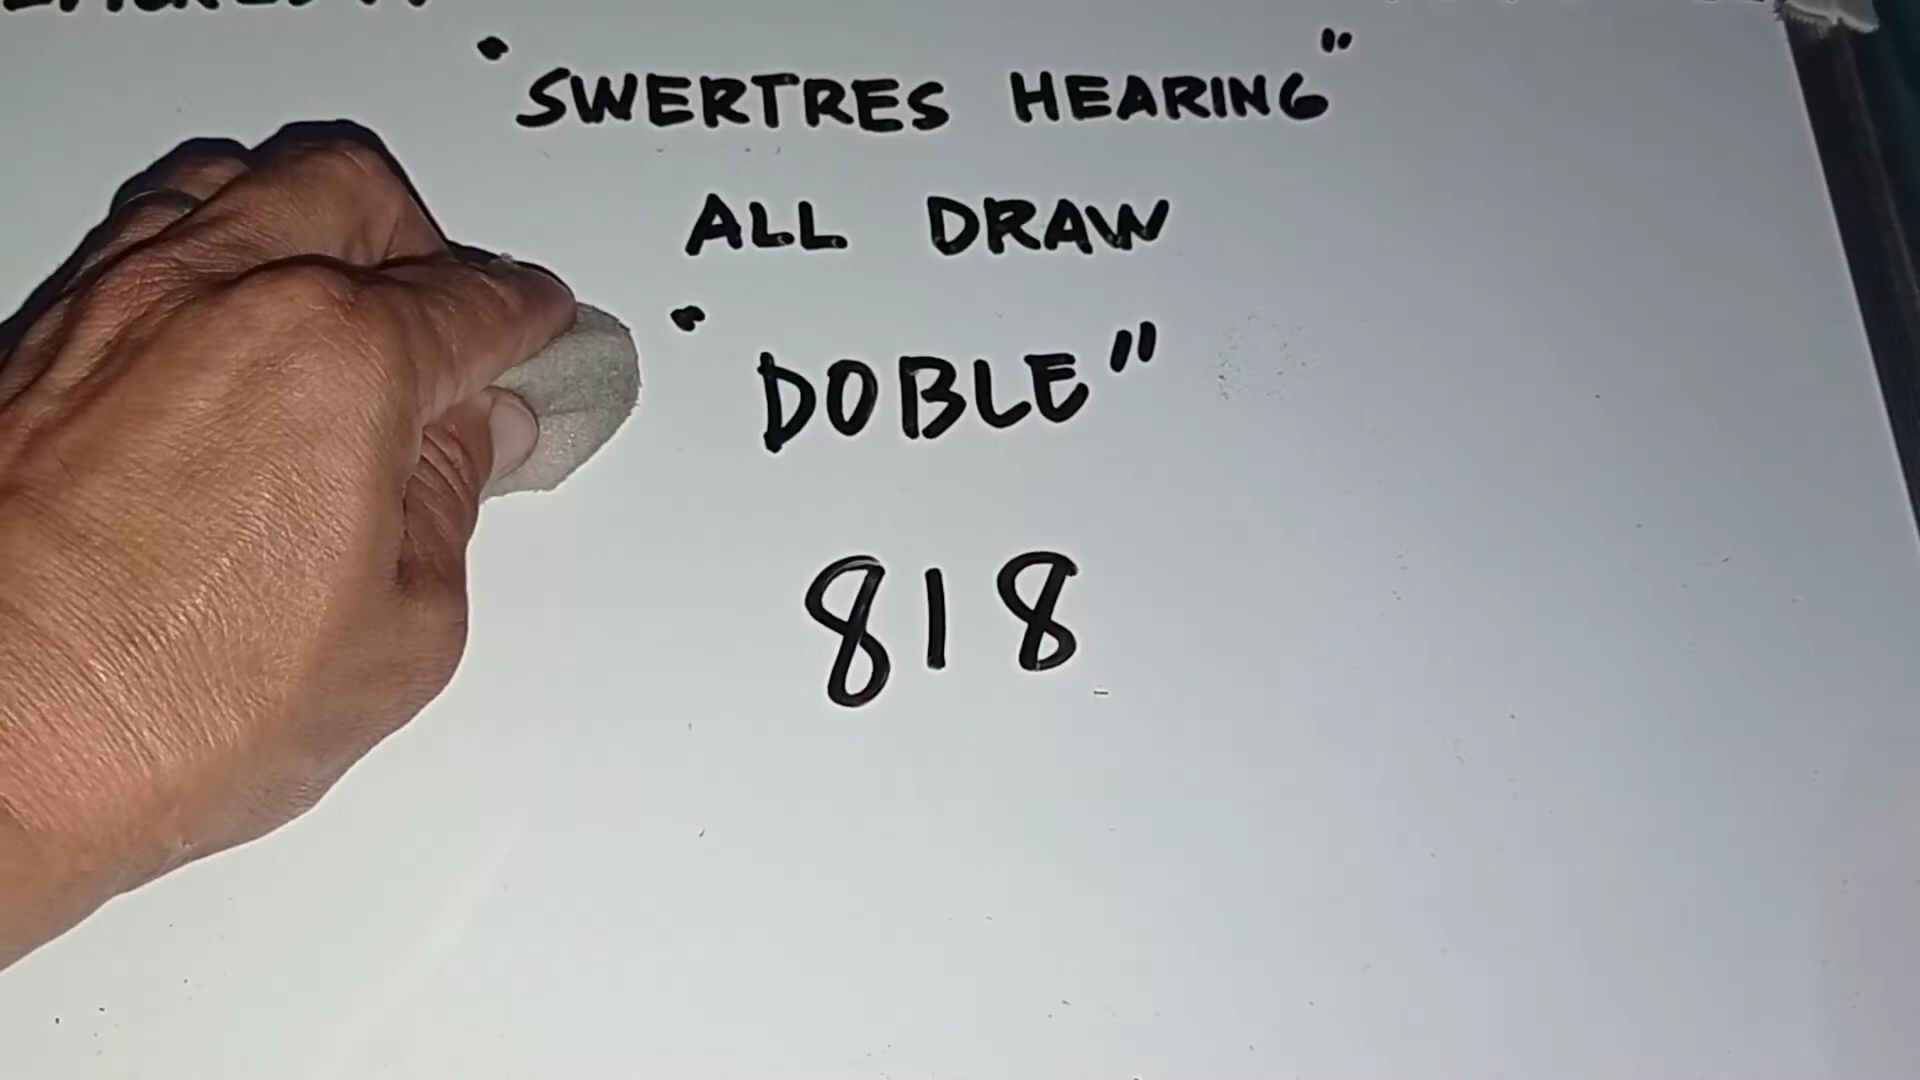 "SWERTRES HEARING"
ALL DRAW
"DOBLE"
818